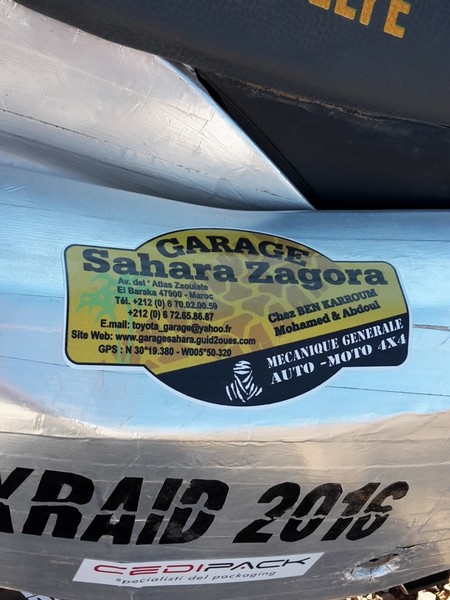 GARAGE
Sahara Zagora
Av. del ' Atlas Zaouiate
El Baraka 47900 - Maroc
Tél. +212 (0) 6 70.02.00.59
+212 (0) 6 72.65.86.87
E.mail: toyota_garage@yahoo.fr
Site Web: www.garagesahara.guid2oues.com
GPS : N 30°19.380 - W005°50-320
Chez BEN KARROUM
Mohamed & Abdoul
MECANIQUE GENERALE
AUTO - MOTO 4X4
XRAID 2016
CEDIPACK
specialisti del packaging